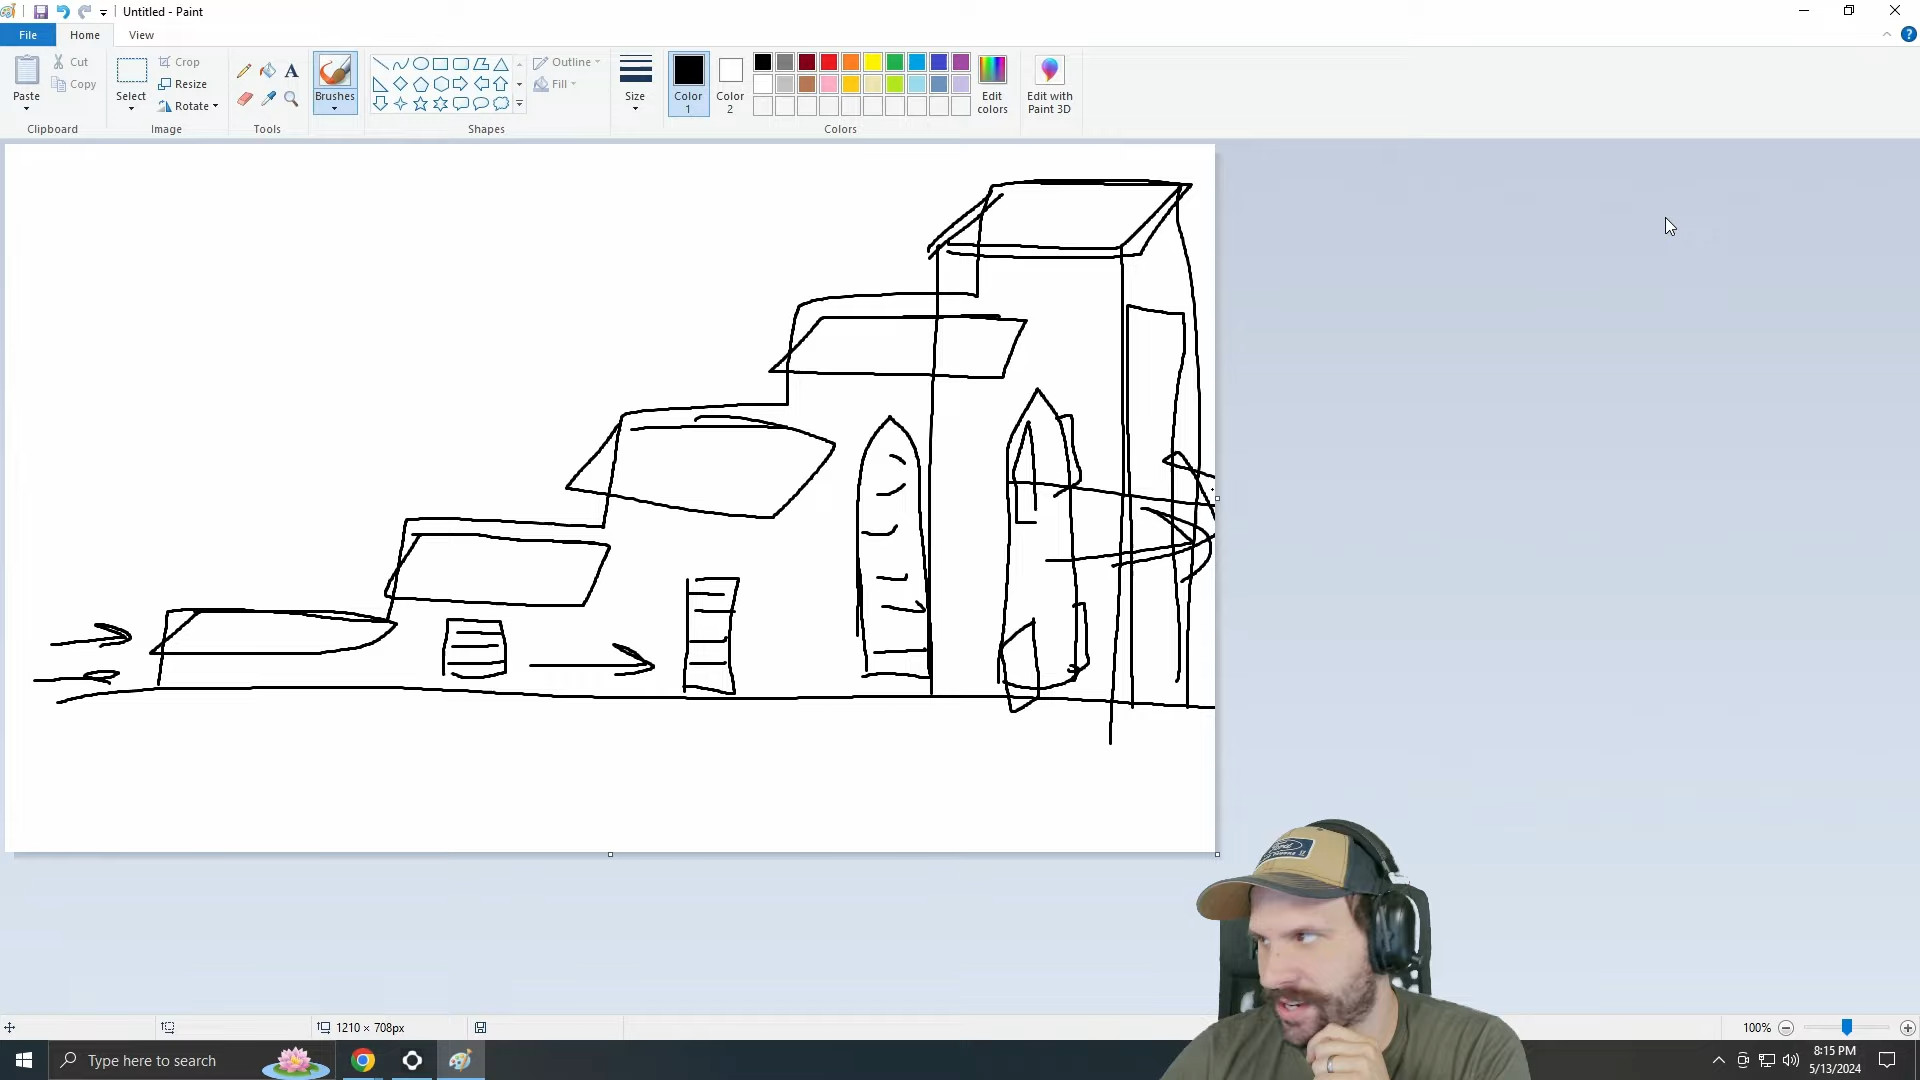 Untitled - Paint
File
Home
View
Paste
Cut
Copy
Clipboard
Select
Crop
Resize
Rotate
Image
A
Tools
Brushes
Outline
Fill
Shapes
Size
Color
1
Color
2
Edit
colors
Edit with
Paint 3D
Colors
?
Ford
1210 × 708px
100%
Type here to search
8:15 PM
5/13/2024